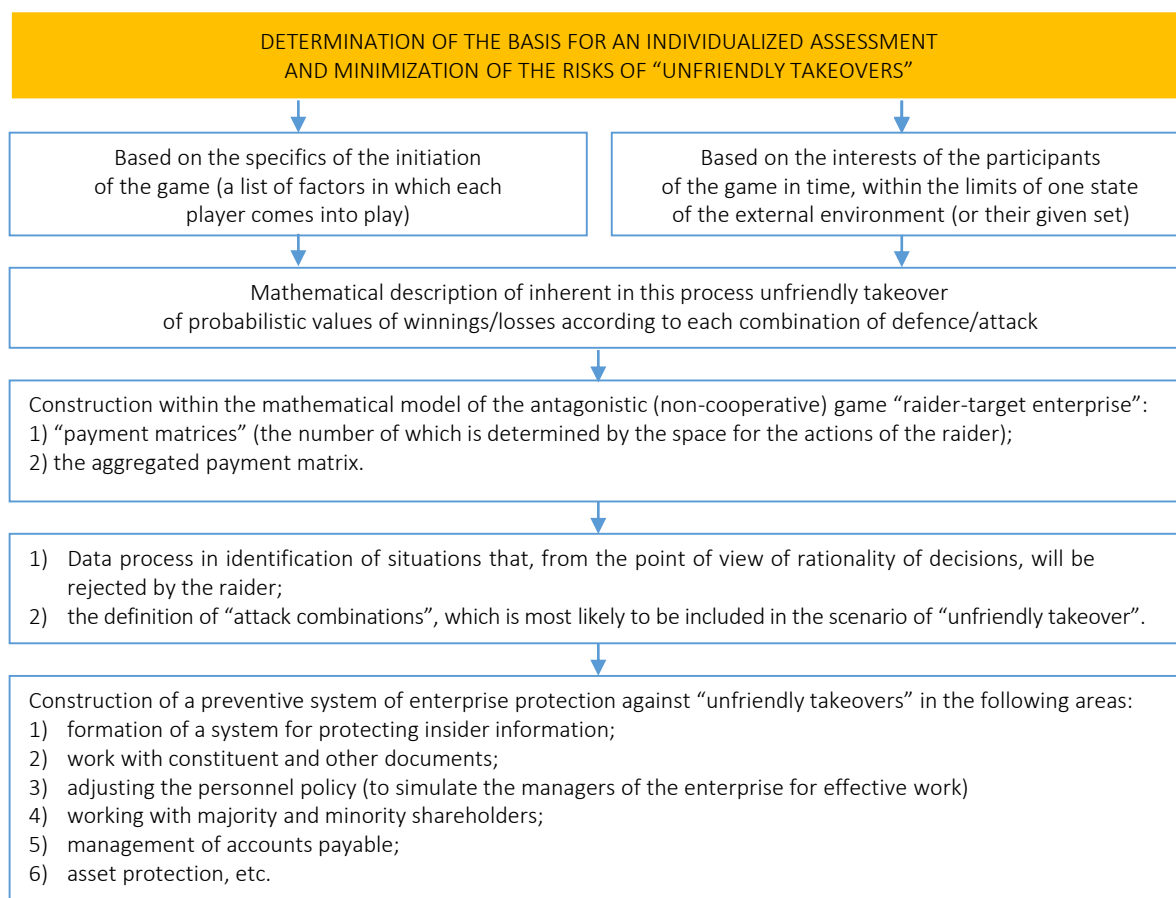 DETERMINATION OF THE BASIS FOR AN INDIVIDUALIZED ASSESSMENT
AND MINIMIZATION OF THE RISKS OF “UNFRIENDLY TAKEOVERS”
Based on the specifics of the initiation
of the game (a list of factors in which each
player comes into play)
Based on the interests of the participants
of the game in time, within the limits of one state
of the external environment (or their given set)
Mathematical description of inherent in this process unfriendly takeover
of probabilistic values of winnings/losses according to each combination of defence/attack
Construction within the mathematical model of the antagonistic (non-cooperative) game “raider-target enterprise”:
1) “payment matrices” (the number of which is determined by the space for the actions of the raider);
2) the aggregated payment matrix.
1) Data process in identification of situations that, from the point of view of rationality of decisions, will be
rejected by the raider;
2) the definition of “attack combinations”, which is most likely to be included in the scenario of “unfriendly takeover”.
Construction of a preventive system of enterprise protection against “unfriendly takeovers” in the following areas:
1) formation of a system for protecting insider information;
2) work with constituent and other documents;
3) adjusting the personnel policy (to simulate the managers of the enterprise for effective work)
4) working with majority and minority shareholders;
5) management of accounts payable;
6) asset protection, etc.